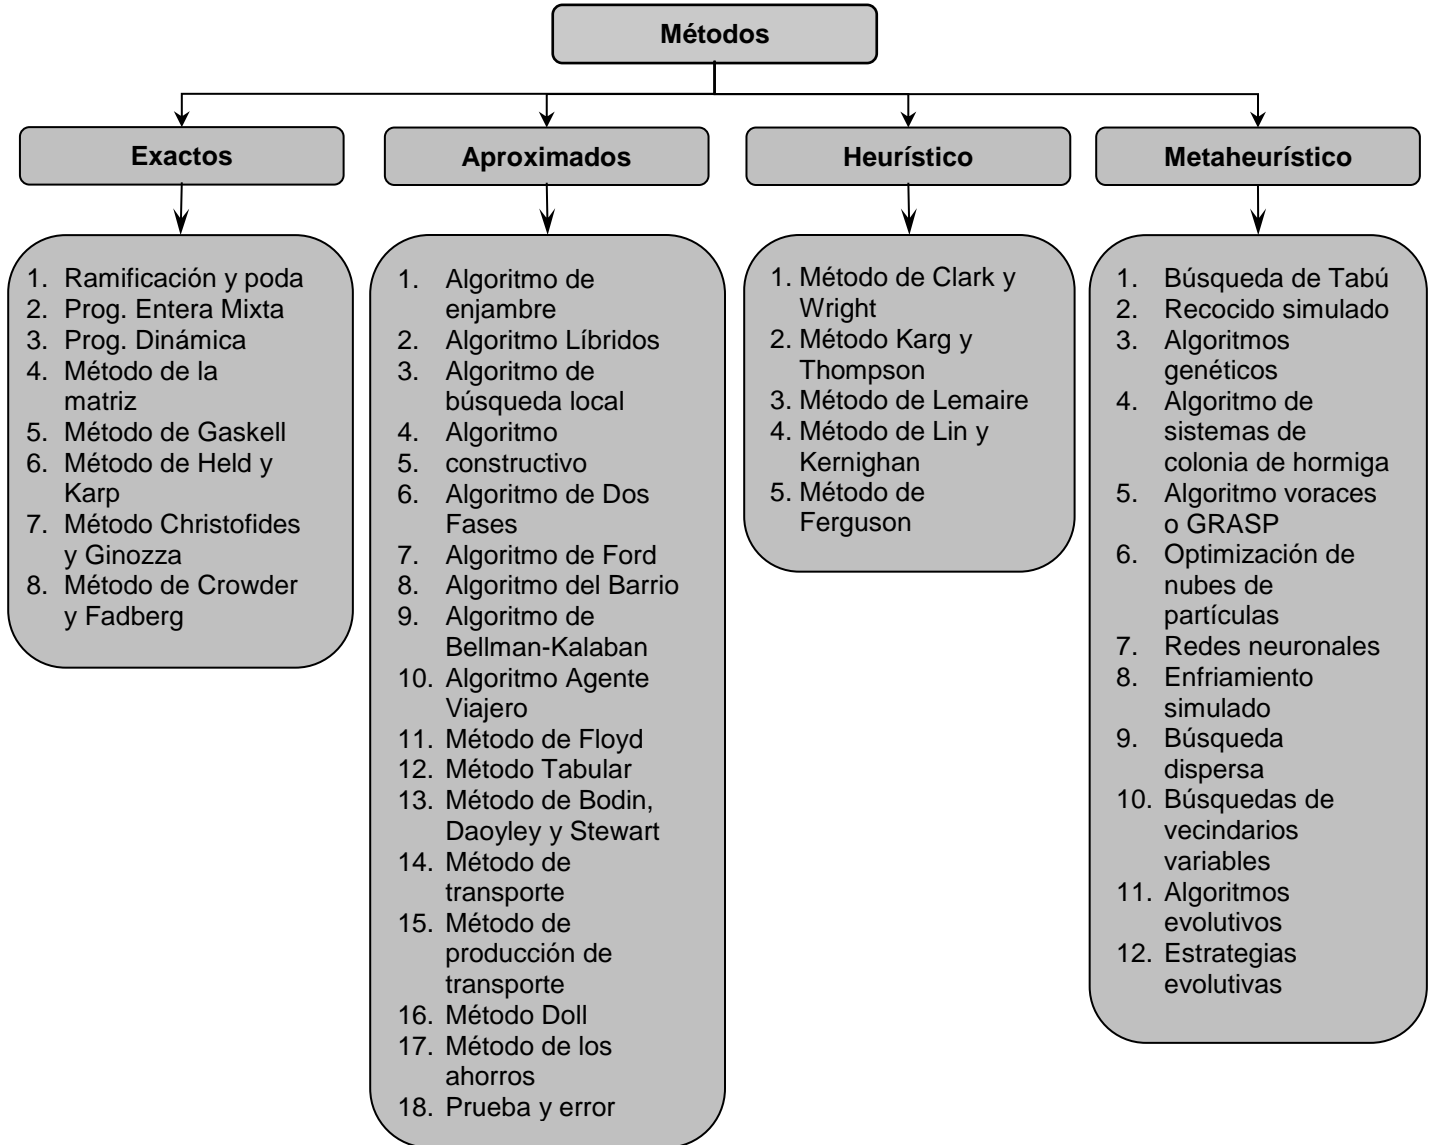 Métodos
Exactos
Aproximados
Heurístico
Metaheurístico
1. Ramificación y poda
2. Prog. Entera Mixta
3. Prog. Dinámica
4. Método de la
matriz
5. Método de Gaskell
6. Método de Held y
Karp
7. Método Christofides
y Ginozza
8. Método de Crowder
y Fadberg
1. Algoritmo de
enjambre
2. Algoritmo Líbridos
3. Algoritmo de
búsqueda local
4. Algoritmo
5. constructivo
6. Algoritmo de Dos
Fases
7. Algoritmo de Ford
8. Algoritmo del Barrio
9. Algoritmo de
Bellman-Kalaban
10. Algoritmo Agente
Viajero
11. Método de Floyd
12. Método Tabular
13. Método de Bodin,
Daoyley y Stewart
14. Método de
transporte
15. Método de
producción de
transporte
16. Método Doll
17. Método de los
ahorros
18. Prueba y error
1. Método de Clark y
Wright
2. Método Karg y
Thompson
3. Método de Lemaire
4. Método de Lin y
Kernighan
5. Método de
Ferguson
1. Búsqueda de Tabú
2. Recocido simulado
3. Algoritmos
genéticos
4. Algoritmo de
sistemas de
colonia de hormiga
5. Algoritmo voraces
o GRASP
6. Optimización de
nubes de
partículas
7. Redes neuronales
8. Enfriamiento
simulado
9. Búsqueda
dispersa
10. Búsquedas de
vecindarios
variables
11. Algoritmos
evolutivos
12. Estrategias
evolutivas